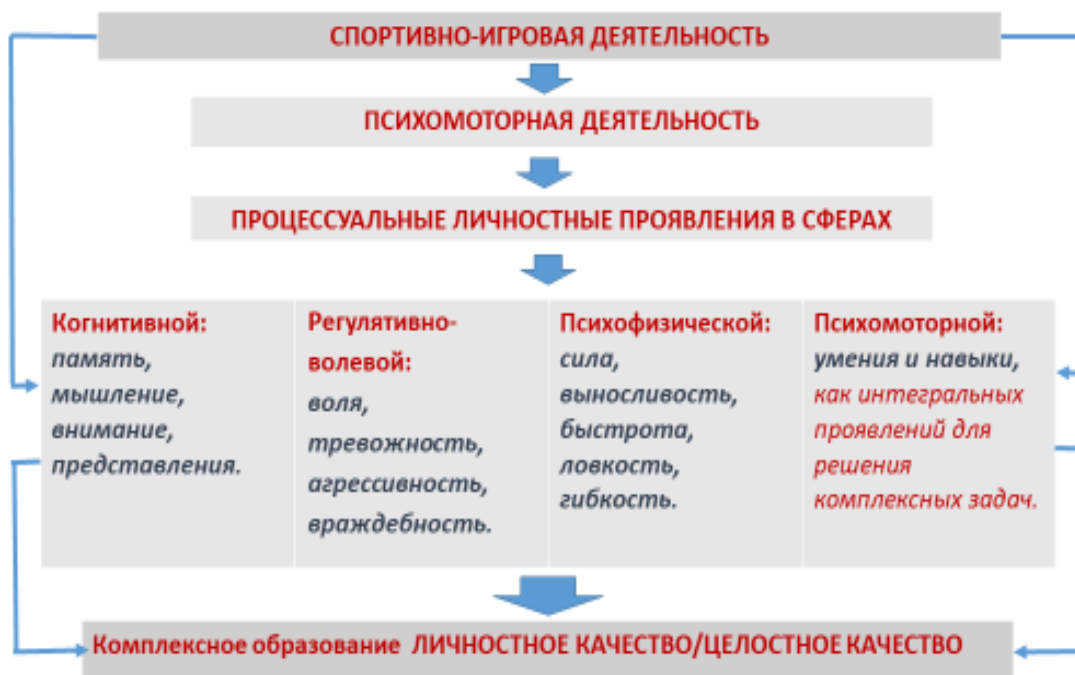 СПОРТИВНО-ИГРОВАЯ ДЕЯТЕЛЬНОСТЬ
ПСИХОМОТОРНАЯ ДЕЯТЕЛЬНОСТЬ
ПРОЦЕССУАЛЬНЫЕ ЛИЧНОСТНЫЕ ПРОЯВЛЕНИЯ В СФЕРАХ
Когнитивной:
память,
мышление,
внимание,
представления.
Регулятивно-
волевой:
воля,
тревожность,
агрессивность,
враждебность.
Психофизической:
сила,
выносливость,
быстрота,
ловкость,
гибкость.
Психомоторной:
умения и навыки,
как интегральных
проявлений для
решения
комплексных задач.
Комплексное образование ЛИЧНОСТНОЕ КАЧЕСТВО/ЦЕЛОСТНОЕ КАЧЕСТВО